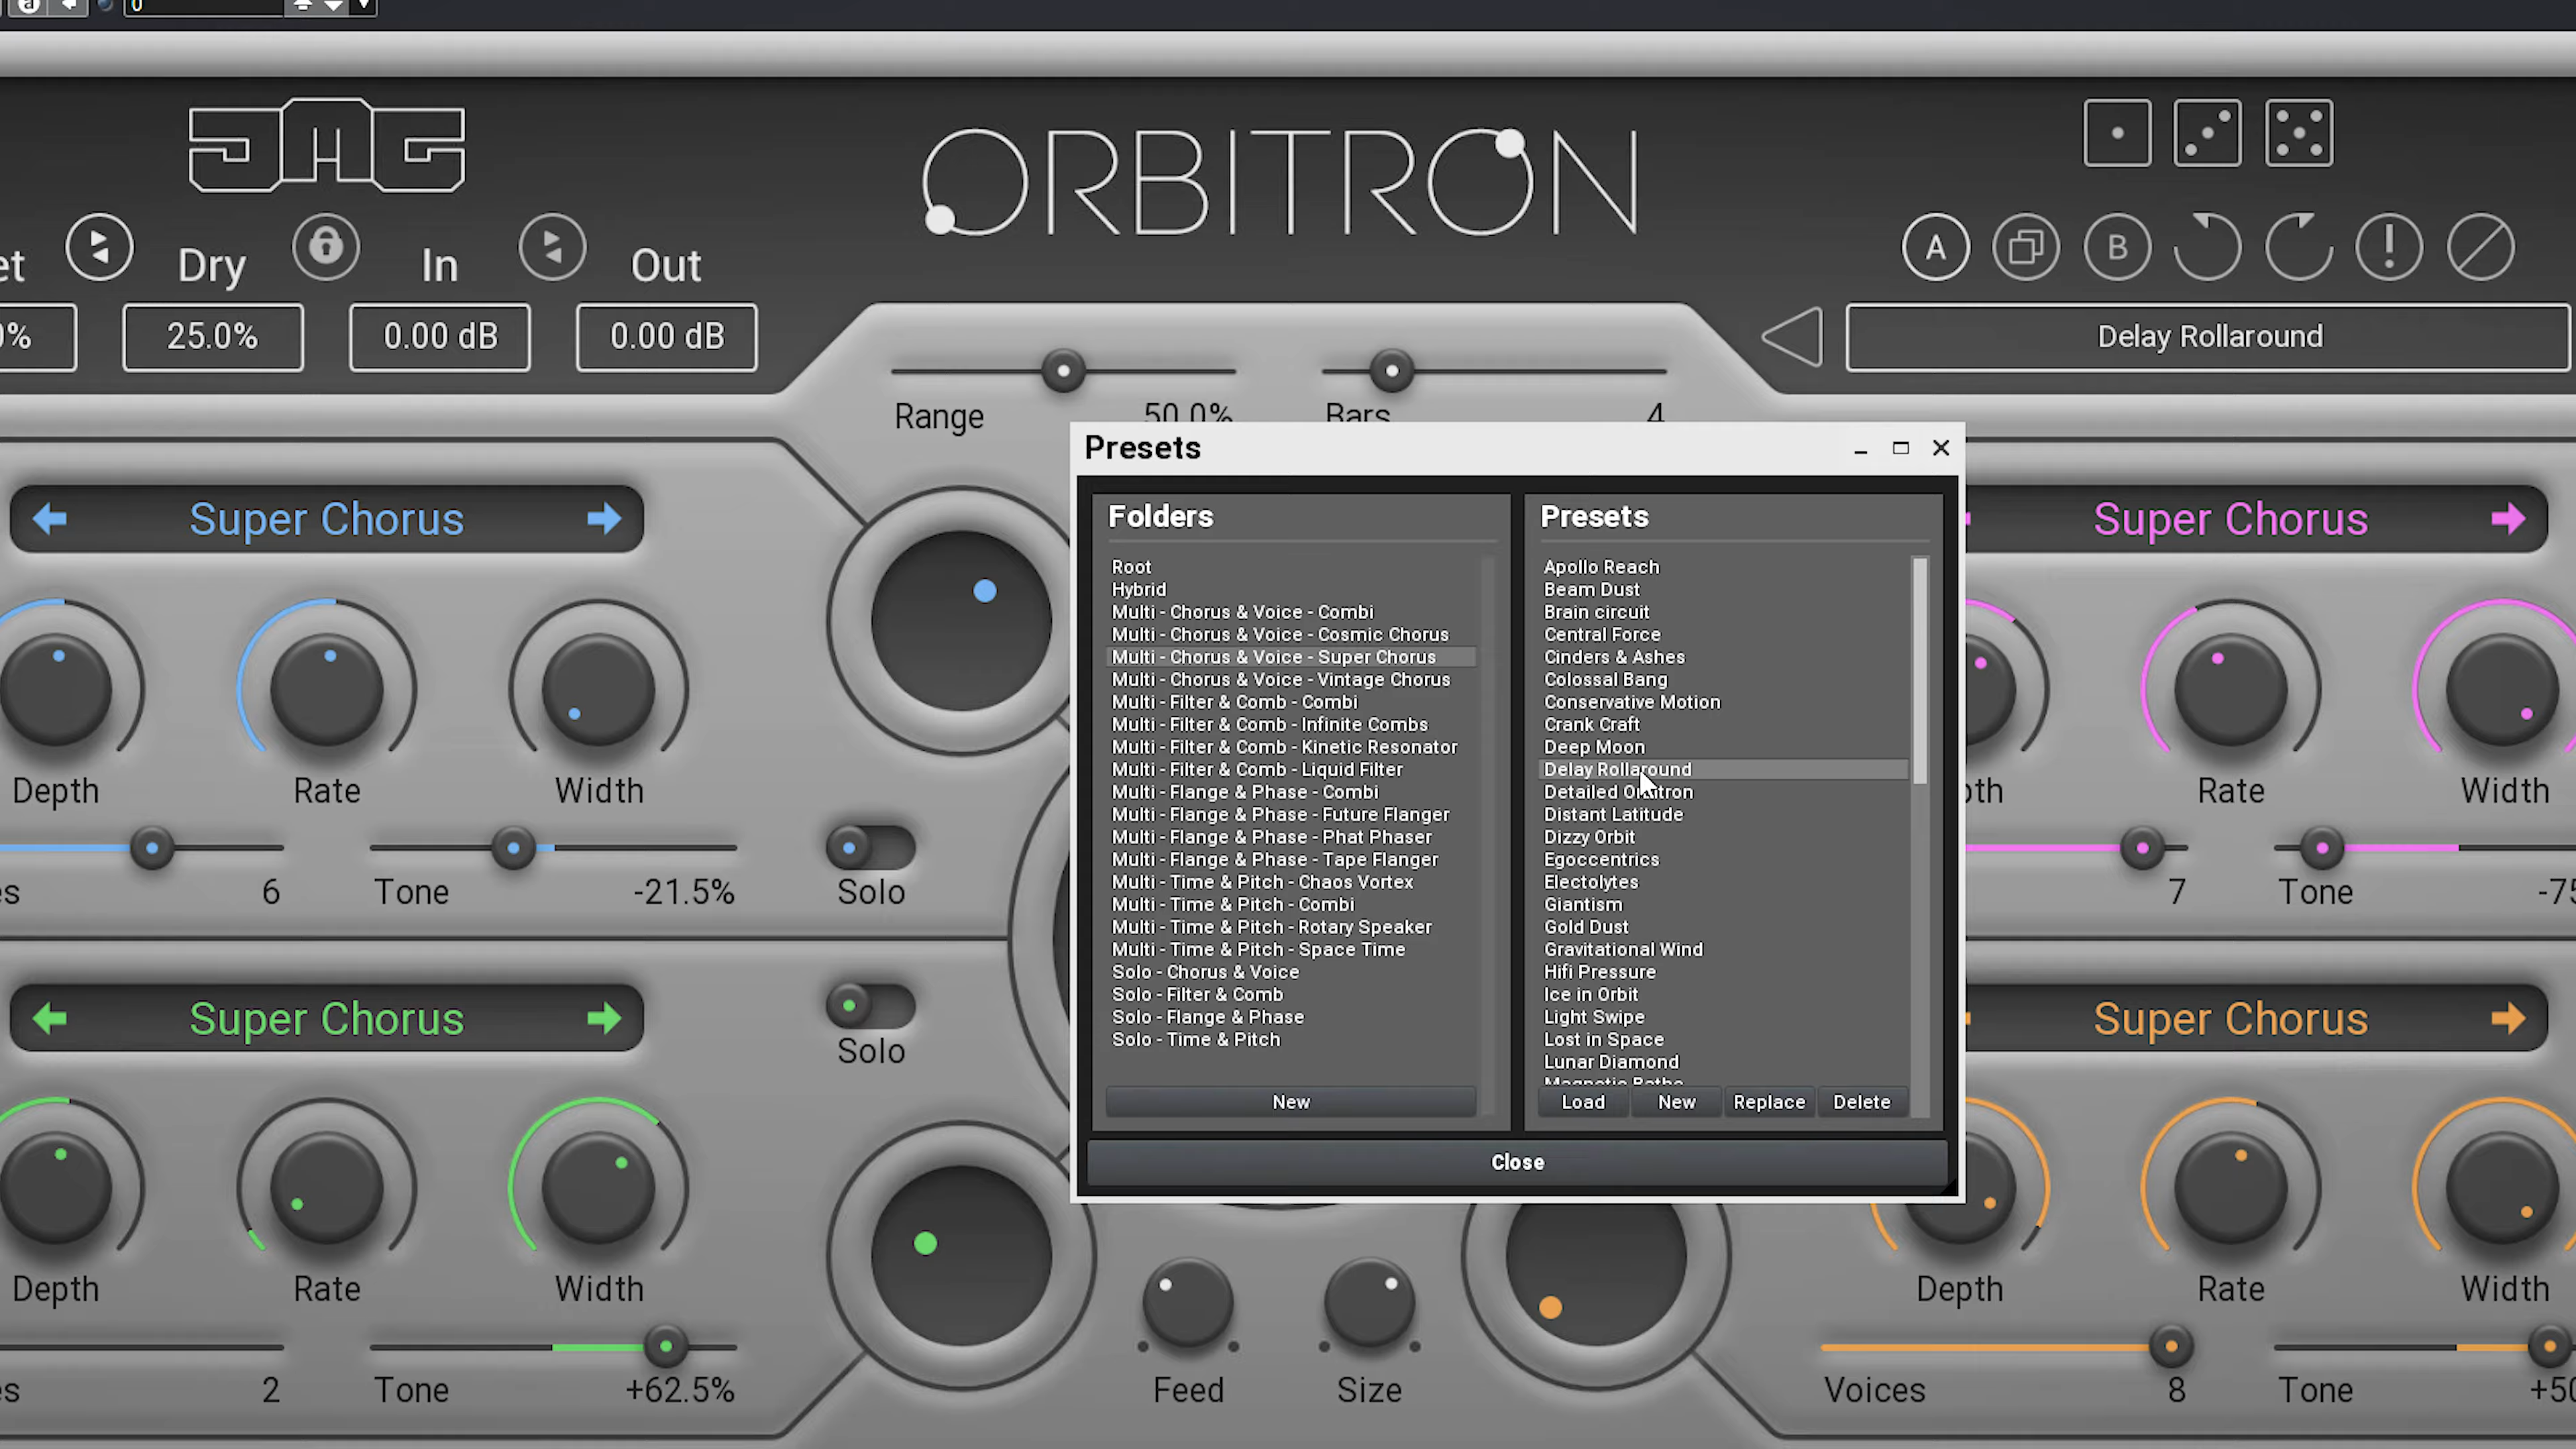 0
ORBITRON
Dry In Out
25.0% 0.00 dB 0.00 dB
A B
Delay Rollaround
Range 50.0% Bars 4
Presets
Folders
Root
Hybrid
Multi - Chorus & Voice - Combi
Multi - Chorus & Voice - Cosmic Chorus
Multi - Chorus & Voice - Super Chorus
Multi - Chorus & Voice - Vintage Chorus
Multi - Filter & Comb - Combi
Multi - Filter & Comb - Infinite Combs
Multi - Filter & Comb - Kinetic Resonator
Multi - Filter & Comb - Liquid Filter
Multi - Flange & Phase - Combi
Multi - Flange & Phase - Future Flanger
Multi - Flange & Phase - Phat Phaser
Multi - Flange & Phase - Tape Flanger
Multi - Time & Pitch - Chaos Vortex
Multi - Time & Pitch - Combi
Multi - Time & Pitch - Rotary Speaker
Multi - Time & Pitch - Space Time
Solo - Chorus & Voice
Solo - Filter & Comb
Solo - Flange & Phase
Solo - Time & Pitch
New
Presets
Apollo Reach
Beam Dust
Brain circuit
Central Force
Cinders & Ashes
Colossal Bang
Conservative Motion
Crank Craft
Deep Moon
Delay Rollaround
Detailed Orbitron
Distant Latitude
Dizzy Orbit
Egoccentrics
Electolytes
Giantism
Gold Dust
Gravitational Wind
Hifi Pressure
Ice in Orbit
Light Swipe
Lost in Space
Lunar Diamond
Load New Replace Delete
Close
Super Chorus
Depth Rate Width
6 Tone -21.5%
Solo
Super Chorus
Solo
Depth Rate Width
2 Tone +62.5%
Feed Size
Super Chorus
Rate Width
7 Tone
Super Chorus
Depth Rate Width
Voices 8 Tone